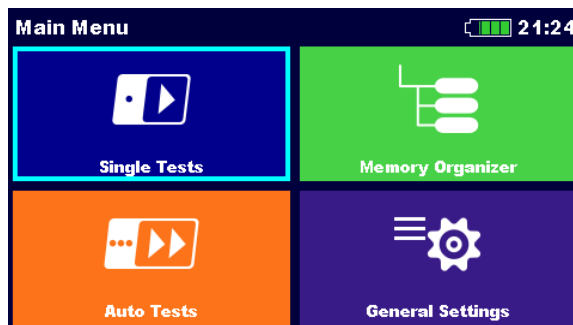 Main Menu 21:24
Single Tests Memory Organizer
Auto Tests General Settings